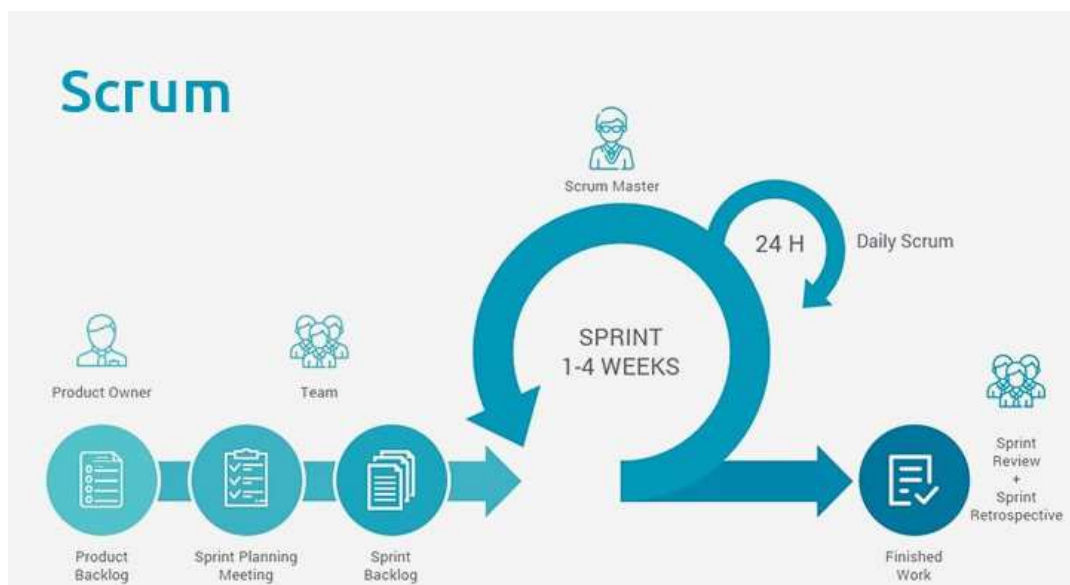 Scrum
Scrum Master
24 H
Daily Scrum
SPRINT
1-4 WEEKS
Product Owner
Team
Product
Backlog
Sprint Planning
Meeting
Sprint
Backlog
Finished
Work
Sprint
Review
+
Sprint
Retrospective